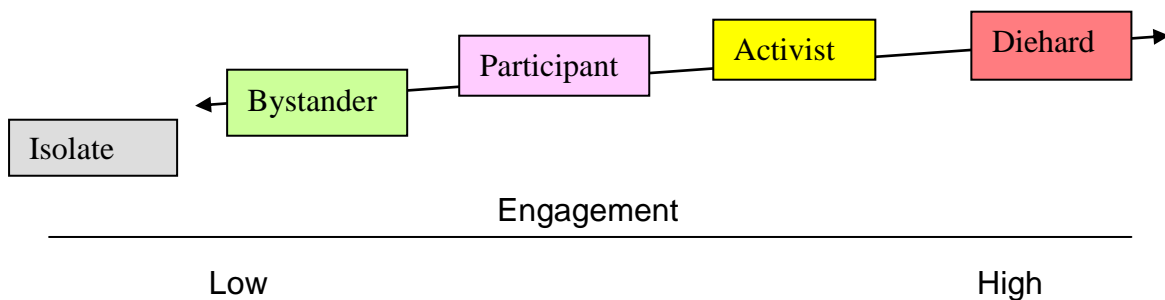 Isolate
Bystander
Participant
Activist
Diehard
Engagement
Low High